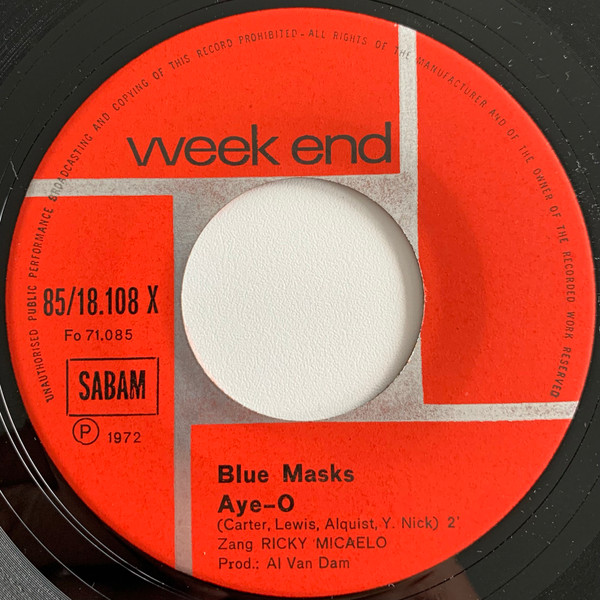 UNAUTHORISED PUBLIC PERFORMANCE BROADCASTING AND COPYING OF THIS RECORD PROHIBITED - ALL RIGHTS OF THE MANUFACTURER AND OF THE OWNER OF THE RECORDED WORK RESERVED
week end
85/18.108 X
Fo 71.085
SABAM
℗ 1972
Blue Masks
Aye-O
(Carter, Lewis, Alquist, Y. Nick) 2'
Zang RICKY MICAELO
Prod.: Al Van Dam